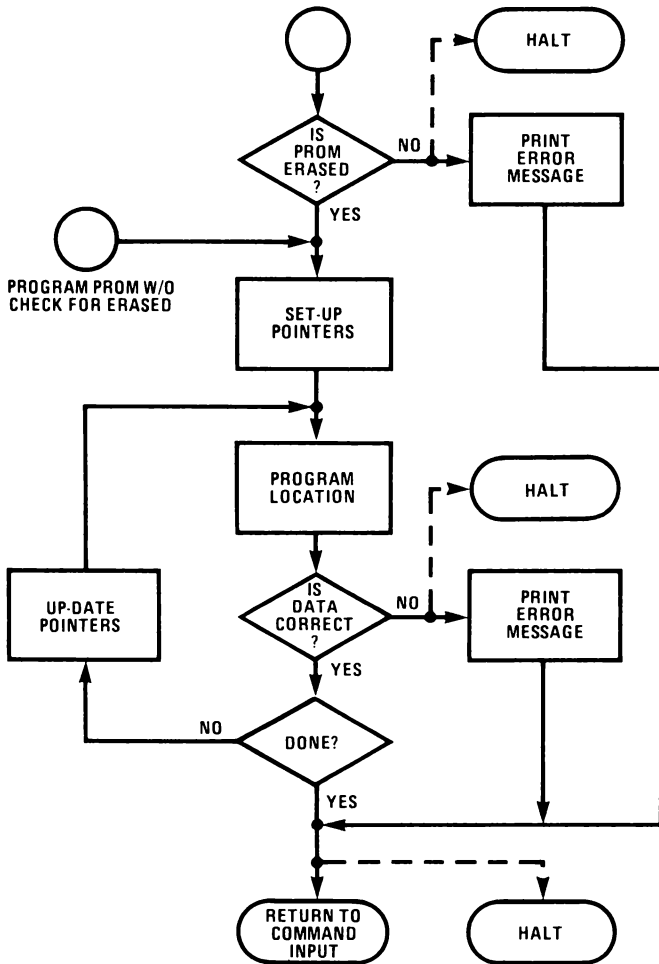 HALT
IS
PROM
ERASED
?
NO
PRINT
ERROR
MESSAGE
YES
PROGRAM PROM W/O
CHECK FOR ERASED
SET-UP
POINTERS
PROGRAM
LOCATION
HALT
IS
DATA
CORRECT
?
NO
PRINT
ERROR
MESSAGE
UP-DATE
POINTERS
YES
NO
DONE?
YES
RETURN TO
COMMAND
INPUT
HALT